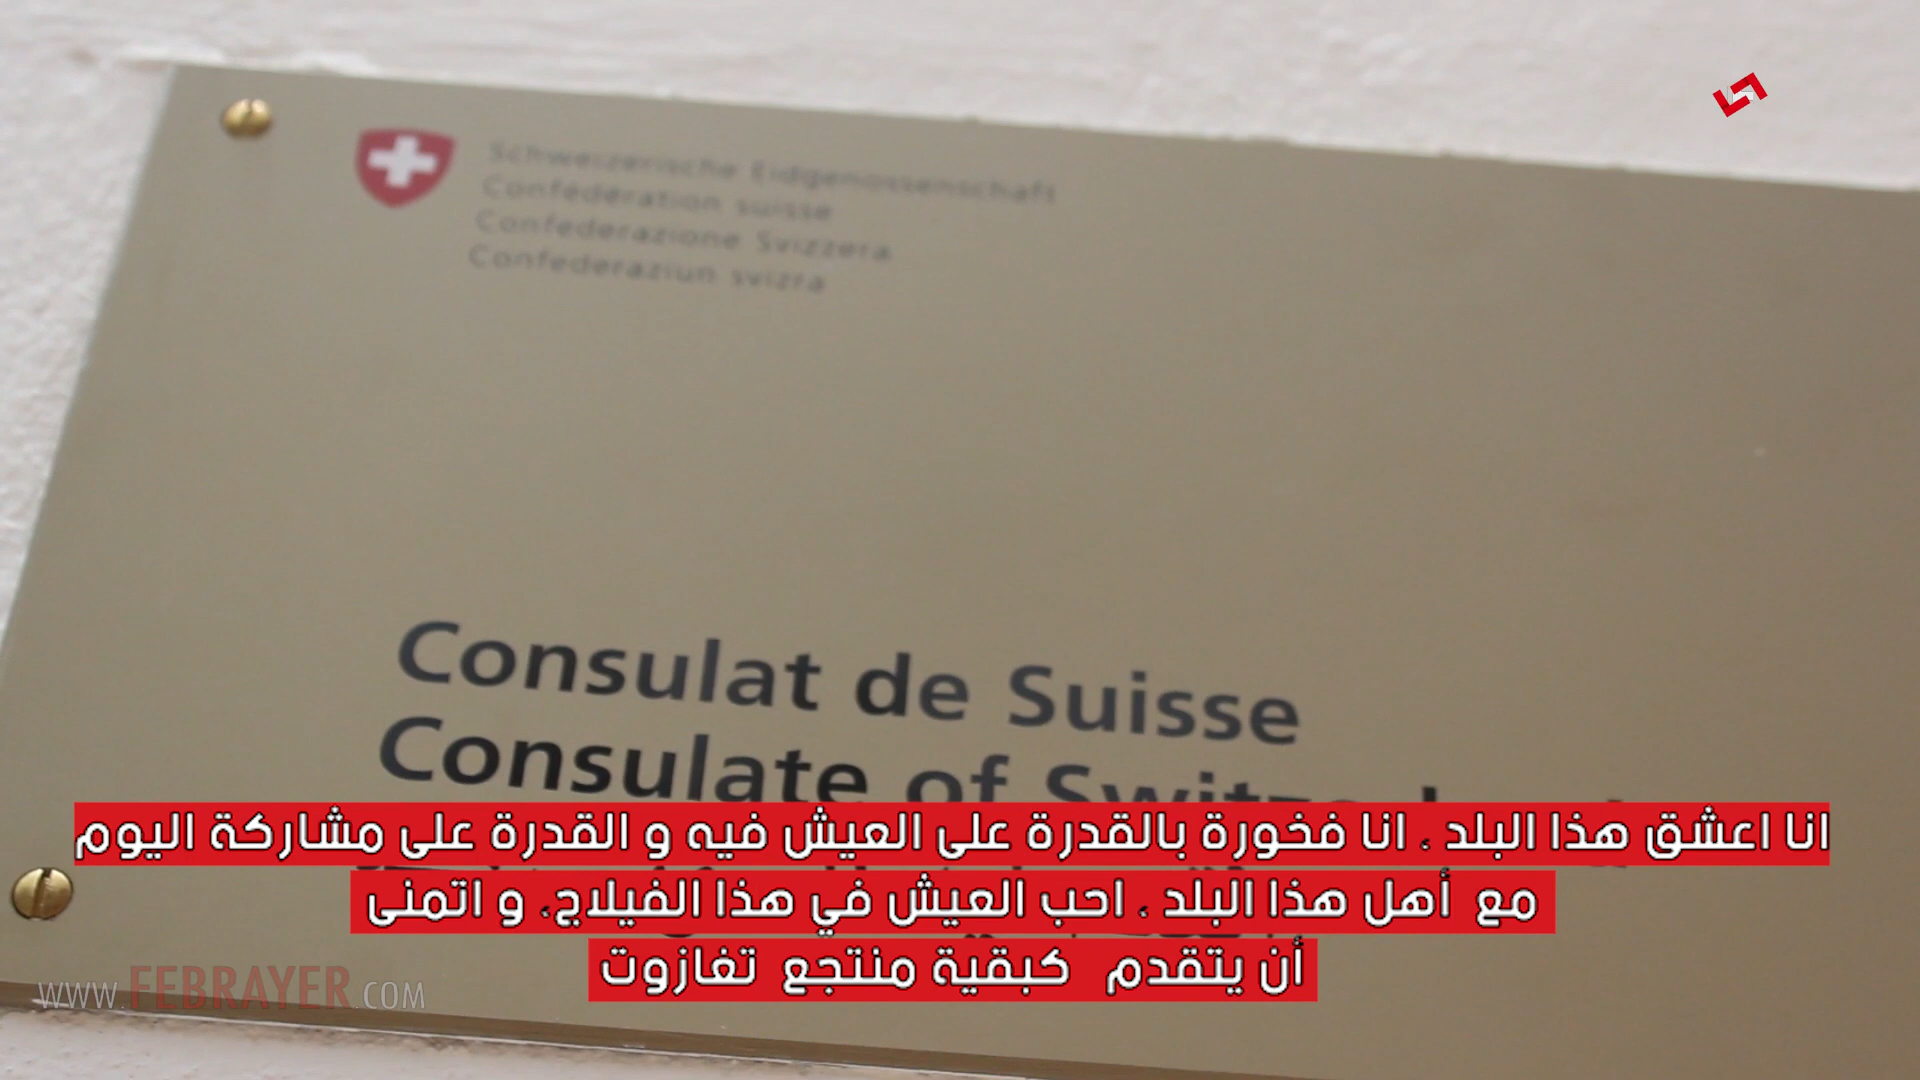 Schweizerische Eidgenossenschaft
Confédération suisse
Confederazione Svizzera
Confederaziun svizra
Consulat de Suisse
Consulate of
انا اعشق هذا البلد ، انا فخورة بالقدرة على العيش فيه و القدرة على مشاركة اليوم
مع أهل هذا البلد ، احب العيش في هذا الفيلاج، و اتمنى
أن يتقدم كبقية منتجع تغازوت
www.FEBRAYER.COM